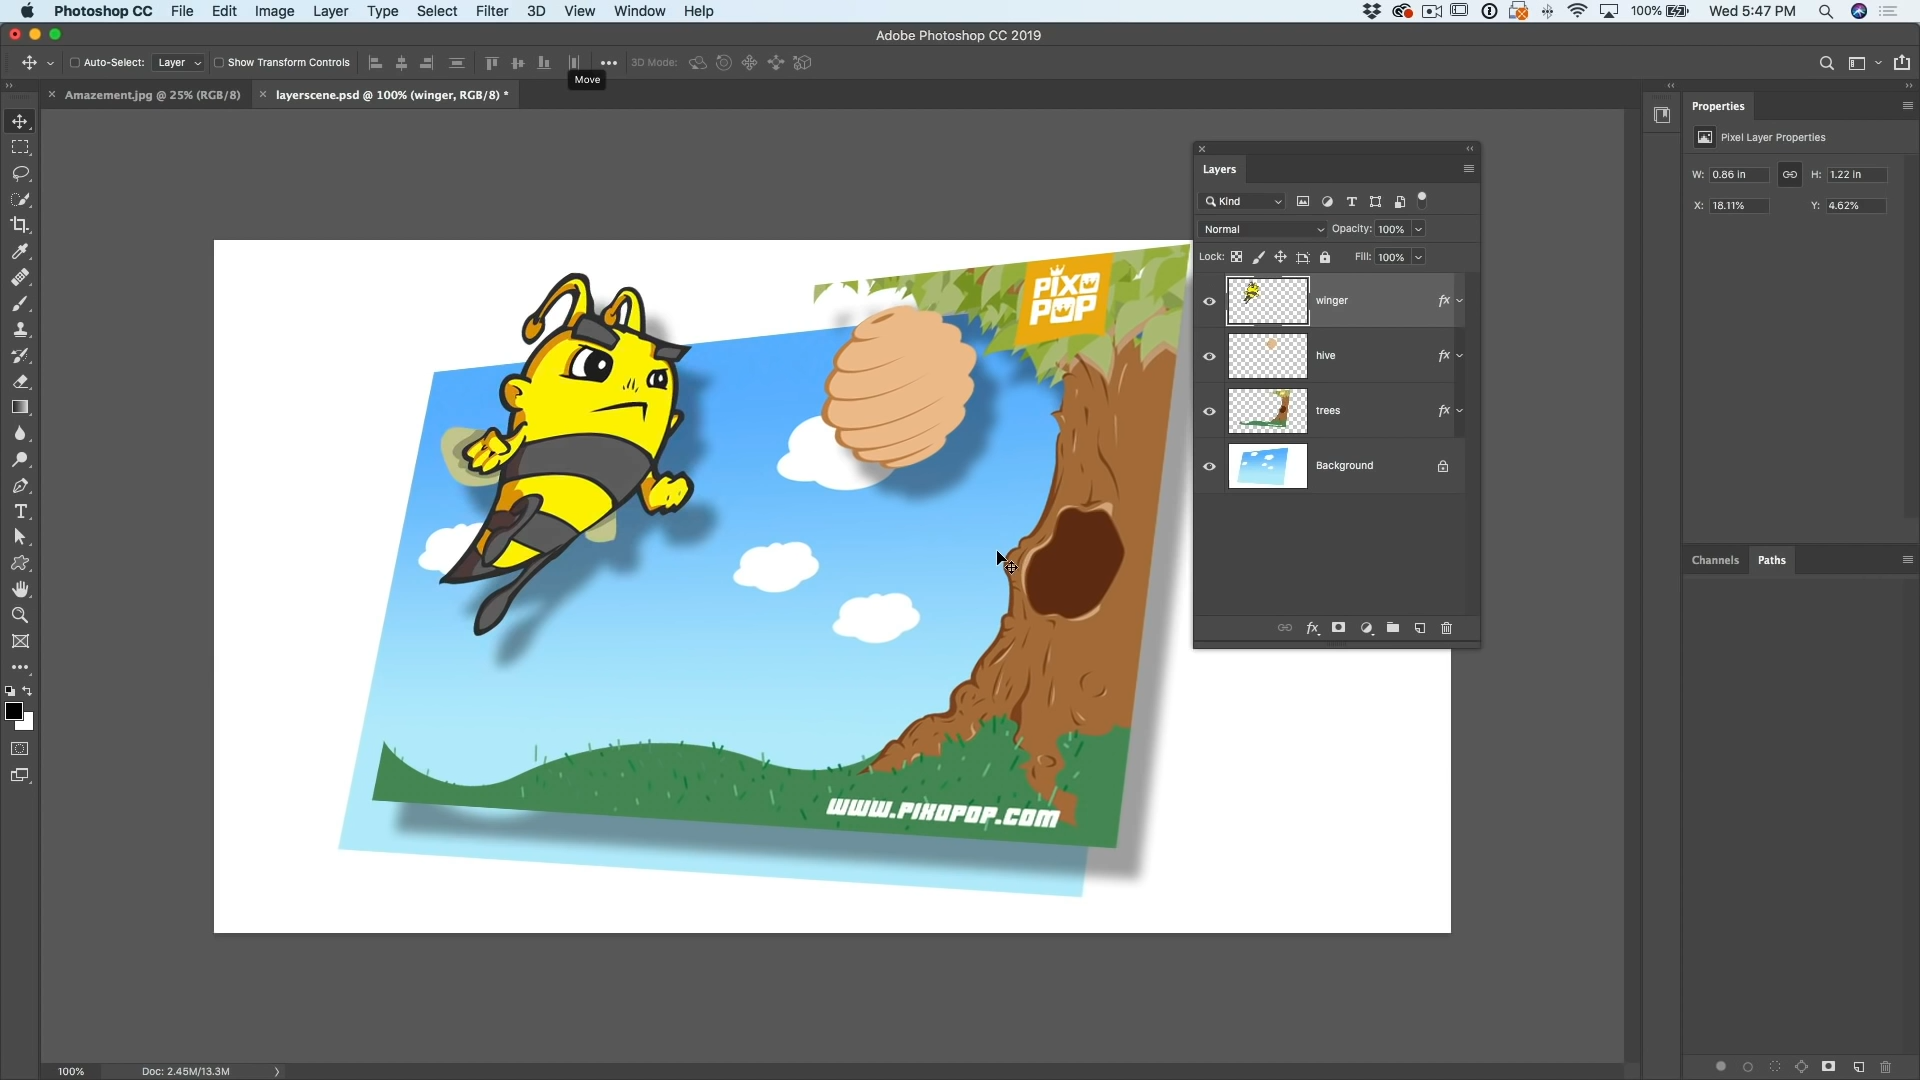 Photoshop CC File Edit Image Layer Type Select Filter 3D View Window Help 100% Wed 5:47 PM
Adobe Photoshop CC 2019
Auto-Select: Layer Show Transform Controls 3D Mode:
Move
Amazement.jpg @ 25% (RGB/8) layerscene.psd @ 100% (winger, RGB/8) *
Properties
Pixel Layer Properties
W: 0.86 in H: 1.22 in
X: 18.11% Y: 4.62%
Layers
Kind
Normal Opacity: 100%
Lock: Fill: 100%
winger fx
hive fx
trees fx
Background
fx
PIXO
POP
www.PIXOPOP.COM
Channels Paths
100% Doc: 2.45M/13.3M